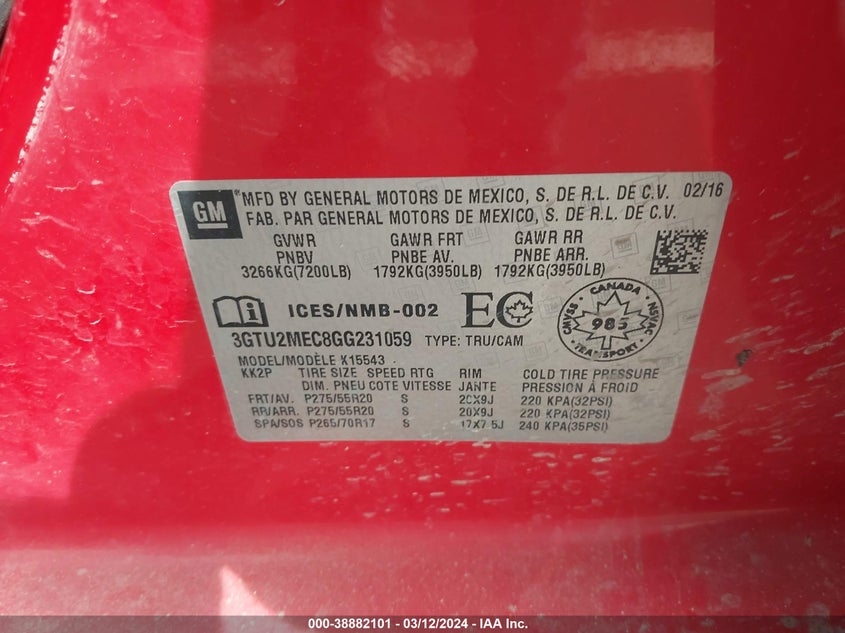 GM
MFD BY GENERAL MOTORS DE MEXICO, S. DE R.L. DE C.V. 02/16
FAB. PAR GENERAL MOTORS DE MEXICO, S. DE R.L. DE C.V.
GVWR GAWR FRT GAWR RR
PNBV PNBE AV. PNBE ARR.
3266KG(7200LB) 1792KG(3950LB) 1792KG(3950LB)
i ICES/NMB-002 EC CANADA NSVAC TRANSPORT SVMN 985
3GTU2MEC8GG231059 TYPE: TRU/CAM
MODEL/MODÈLE K15543
KK2P TIRE SIZE SPEED RTG RIM COLD TIRE PRESSURE
DIM. PNEU COTE VITESSE JANTE PRESSION À FROID
FRT/AV. P275/55R20 S 20X9J 220 KPA(32PSI)
RR/ARR. P275/55R20 S 20X9J 220 KPA(32PSI)
SPA/SOS P265/70R17 S 17X7.5J 240 KPA(35PSI)
000-38882101 - 03/12/2024 - IAA Inc.